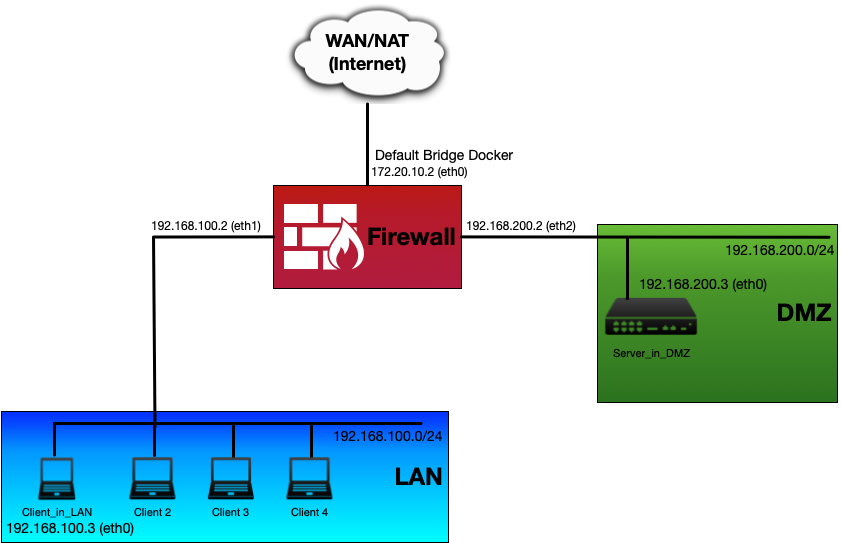 WAN/NAT
(Internet)
Default Bridge Docker
172.20.10.2 (eth0)
192.168.100.2 (eth1)
Firewall
192.168.200.2 (eth2)
192.168.200.0/24
192.168.200.3 (eth0)
DMZ
Server_in_DMZ
192.168.100.0/24
LAN
Client_in_LAN
Client 2
Client 3
Client 4
192.168.100.3 (eth0)